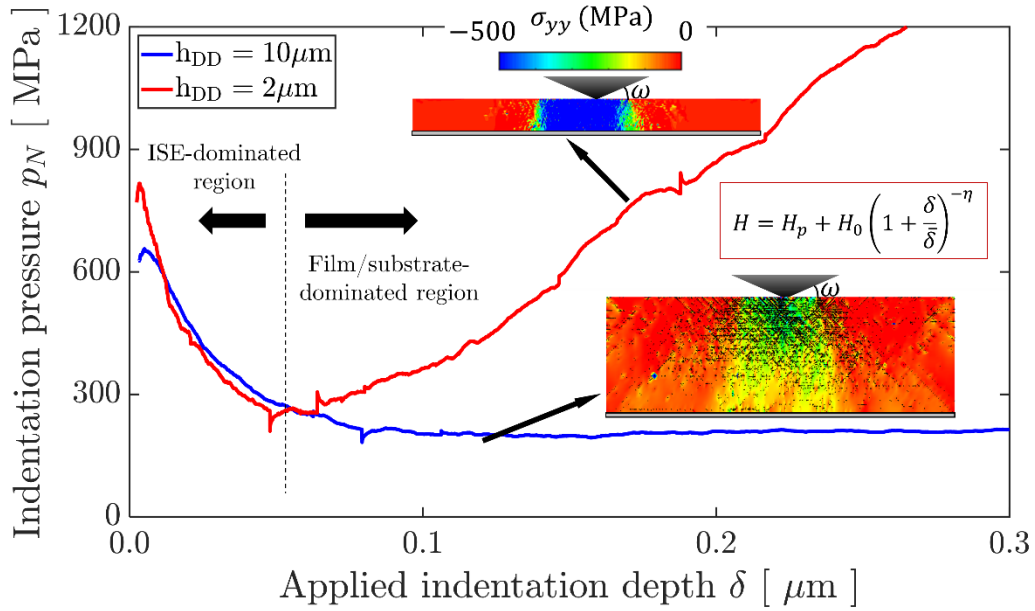 1200
900
600
300
0
0.0
0.1
0.2
0.3
Indentation pressure p_N [ MPa]
Applied indentation depth δ [ μm ]
h_DD = 10μm
h_DD = 2μm
σ_yy (MPa)
−500
0
ω
ISE-dominated
region
Film/substrate-
dominated region
H = H_p + H_0 (1 + δ/δ̄)^−η
ω